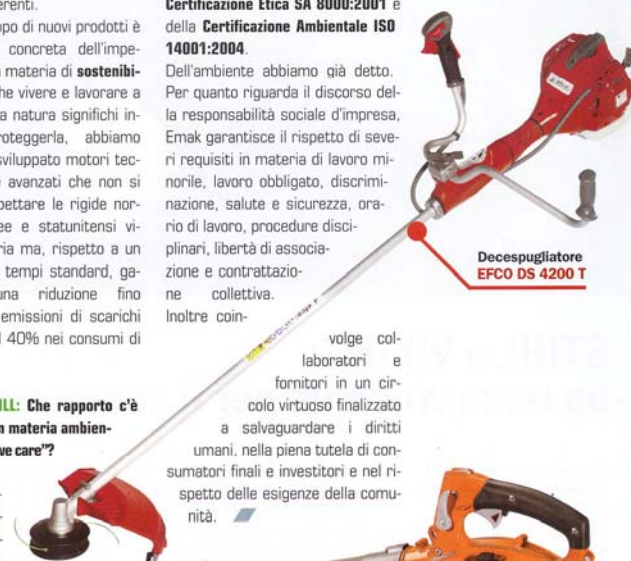 erenti.
po di nuovi prodotti è
concreta dell'impe-
materia di sostenibi-
he vivere e lavorare a
a natura significhi in-
roteggerla, abbiamo
viluppato motori tec-
avanzati che non si
pettare le rigide nor-
ee e statunitensi vi-
ria ma, rispetto a un
tempi standard, ga-
una riduzione fino
emissioni di scarichi
l 40% nei consumi di
LL: Che rapporto c'è
n materia ambien-
ve care"?
Certificazione Etica SA 8000:2001 e
della Certificazione Ambientale ISO
14001:2004.
Dell'ambiente abbiamo già detto.
Per quanto riguarda il discorso del-
la responsabilità sociale d'impresa,
Emak garantisce il rispetto di seve-
ri requisiti in materia di lavoro mi-
norile, lavoro obbligato, discrimi-
nazione, salute e sicurezza, ora-
rio di lavoro, procedure disci-
plinari, libertà di associa-
zione e contrattazio-
ne collettiva.
Inoltre coin-
volge col-
laboratori e
fornitori in un cir-
colo virtuoso finalizzato
a salvaguardare i diritti
umani, nella piena tutela di con-
sumatori finali e investitori e nel ri-
spetto delle esigenze della comu-
nità.
Decespugliatore
EFCO DS 4200 T